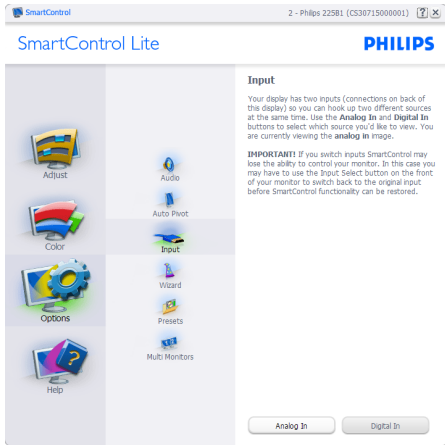 SmartControl
2 - Philips 225B1 (CS30715000001)
SmartControl Lite
PHILIPS
Adjust
Color
Options
Help
Audio
Auto Pivot
Input
Wizard
Presets
Multi Monitors
Input
Your display has two inputs (connections on back of
this display) so you can hook up two different sources
at the same time. Use the Analog In and Digital In
buttons to select which source you'd like to view. You
are currently viewing the analog in image.
IMPORTANT! If you switch inputs SmartControl may
lose the ability to control your monitor. In this case you
may have to use the Input Select button on the front
of your monitor to switch back to the original input
before SmartControl functionality can be restored.
Analog In
Digital In